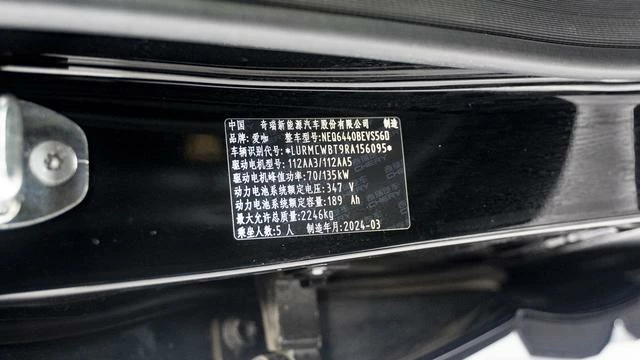 中国 奇瑞新能源汽车股份有限公司 制造
品牌:爱咖 整车型号:NEQ6440BEVS56D
车辆识别代号:*LURMCWBT9RA156095*
驱动电机型号:112AA3/112AA5
驱动电机峰值功率:70/135kW
动力电池系统额定电压:347 V
动力电池系统额定容量:189 Ah
最大允许总质量:2246kg
乘坐人数:5 人 制造年月:2024-03